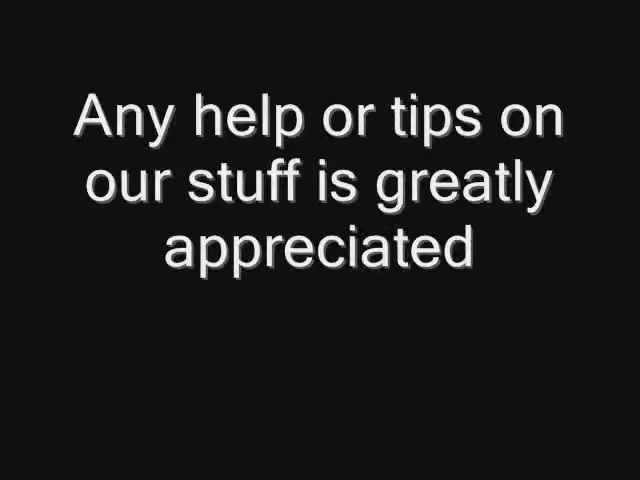 Any help or tips on
our stuff is greatly
appreciated